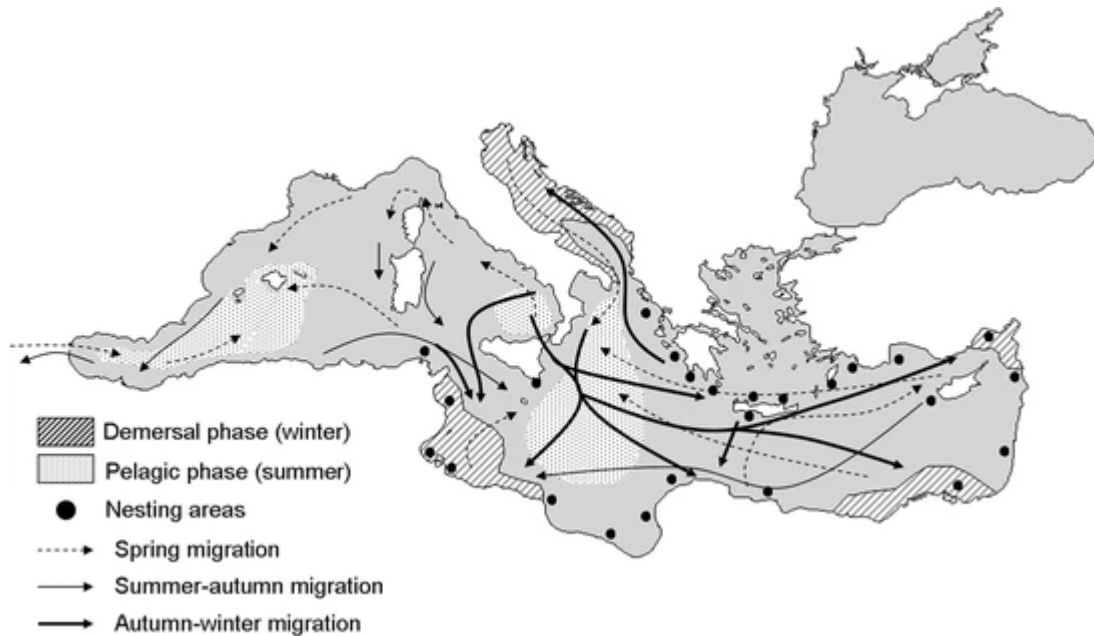 Demersal phase (winter)
Pelagic phase (summer)
Nesting areas
Spring migration
Summer-autumn migration
Autumn-winter migration